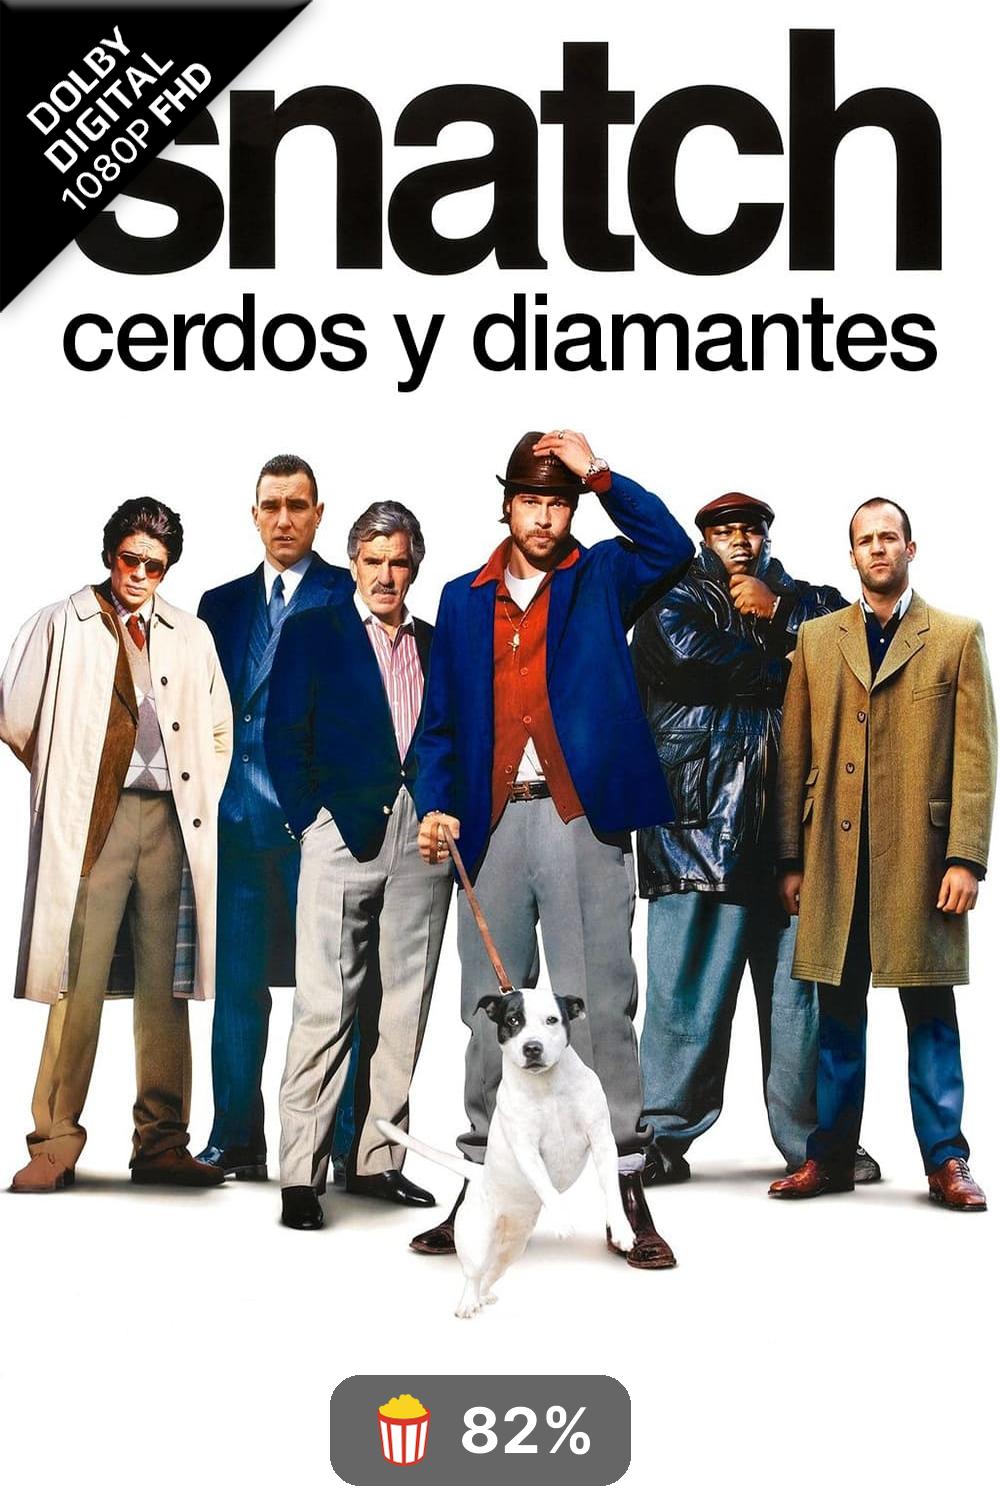 DOLBY
DIGITAL
1080P FHD
snatch
cerdos y diamantes
82%